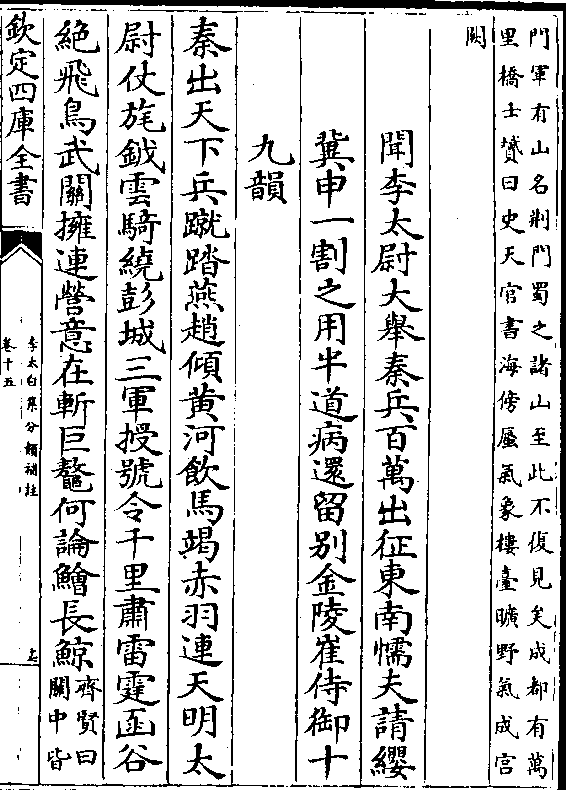 門軍有山名荆門蜀之諸山至此不復見矣成都有萬
里橋士贇曰史天官書海傍蜃氣象樓臺曠野氣成宫
闕
聞李太尉大舉秦兵百萬出征東南懦夫請纓
冀申一割之用半道病還留别金陵崔侍御十
九韻
秦出天下兵蹴踏燕趙傾黄河飲馬竭赤羽連天明太
尉仗旄鉞雲騎繞彭城三軍授號令千里肅雷霆函谷
絶飛鳥武關擁連營意在斬巨鼇何論鱠長鯨齊賢曰
關中皆
欽定四庫全書
李太白集分類補註
卷十五